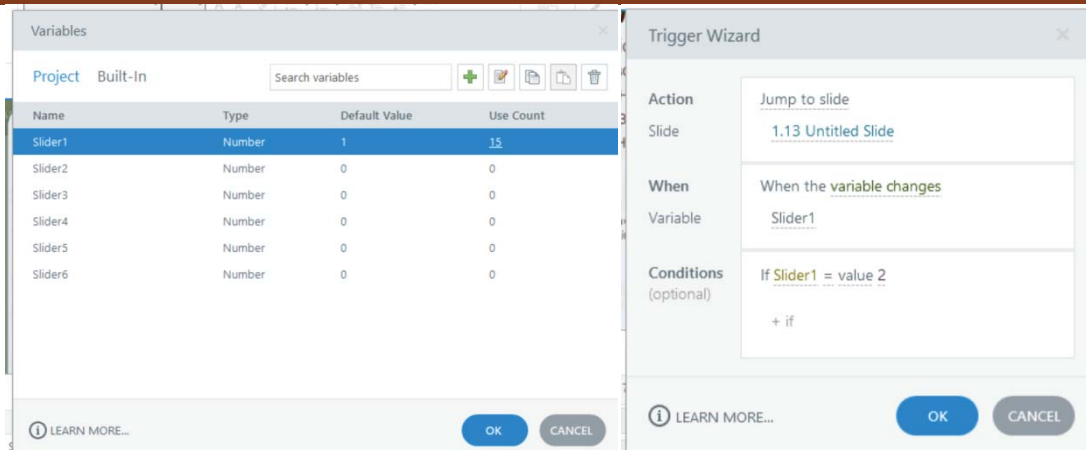 Variables
Project Built-In Search variables
Name Type Default Value Use Count
Slider1 Number 1 15
Slider2 Number 0 0
Slider3 Number 0 0
Slider4 Number 0 0
Slider5 Number 0 0
Slider6 Number 0 0
LEARN MORE...
OK CANCEL
Trigger Wizard
Action Jump to slide
Slide 1.13 Untitled Slide
When When the variable changes
Variable Slider1
Conditions If Slider1 = value 2
(optional)
+ if
LEARN MORE...
OK CANCEL